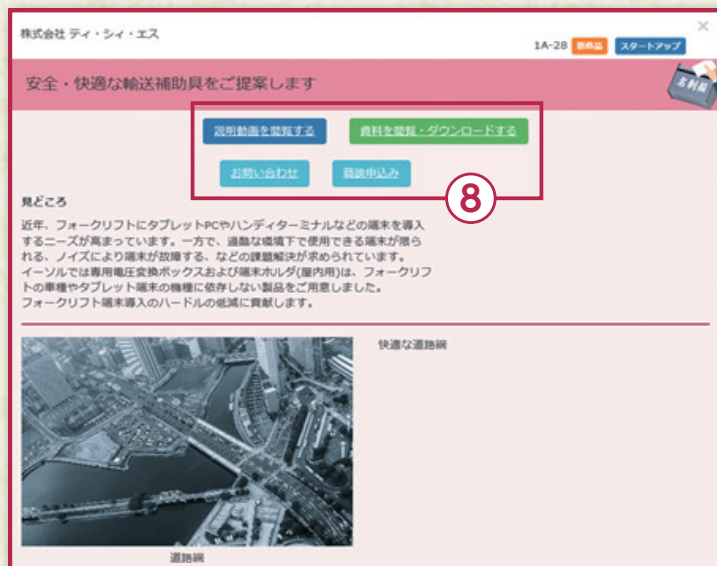 株式会社 ティ・シィ・エス
1A-28 新商品 スタートアップ
安全・快適な輸送補助具をご提案します
名刺箱
説明動画を閲覧する 資料を閲覧・ダウンロードする
お問い合わせ 商談申込み
⑧
見どころ
近年、フォークリフトにタブレットPCやハンディターミナルなどの端末を導入
するニーズが高まっています。一方で、過酷な環境下で使用できる端末が限ら
れる、ノイズにより端末が故障する、などの課題解決が求められています。
イーソルでは専用電圧変換ボックスおよび端末ホルダ(屋内用)は、フォークリフ
トの車種やタブレット端末の機種に依存しない製品をご用意しました。
フォークリフト端末導入のハードルの低減に貢献します。
快適な道路網
道路網